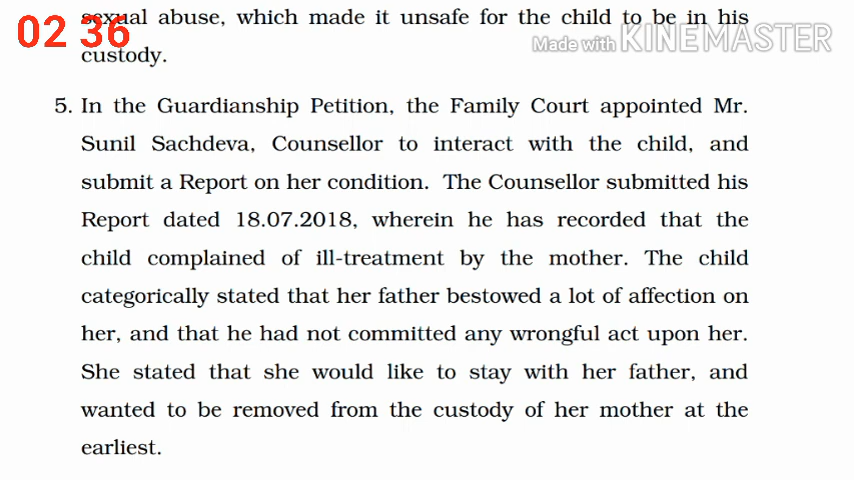 sexual abuse, which made it unsafe for the child to be in his
02 36
Made with KINEMASTER
custody.
5. In the Guardianship Petition, the Family Court appointed Mr.
Sunil Sachdeva, Counsellor to interact with the child, and
submit a Report on her condition. The Counsellor submitted his
Report dated 18.07.2018, wherein he has recorded that the
child complained of ill-treatment by the mother. The child
categorically stated that her father bestowed a lot of affection on
her, and that he had not committed any wrongful act upon her.
She stated that she would like to stay with her father, and
wanted to be removed from the custody of her mother at the
earliest.